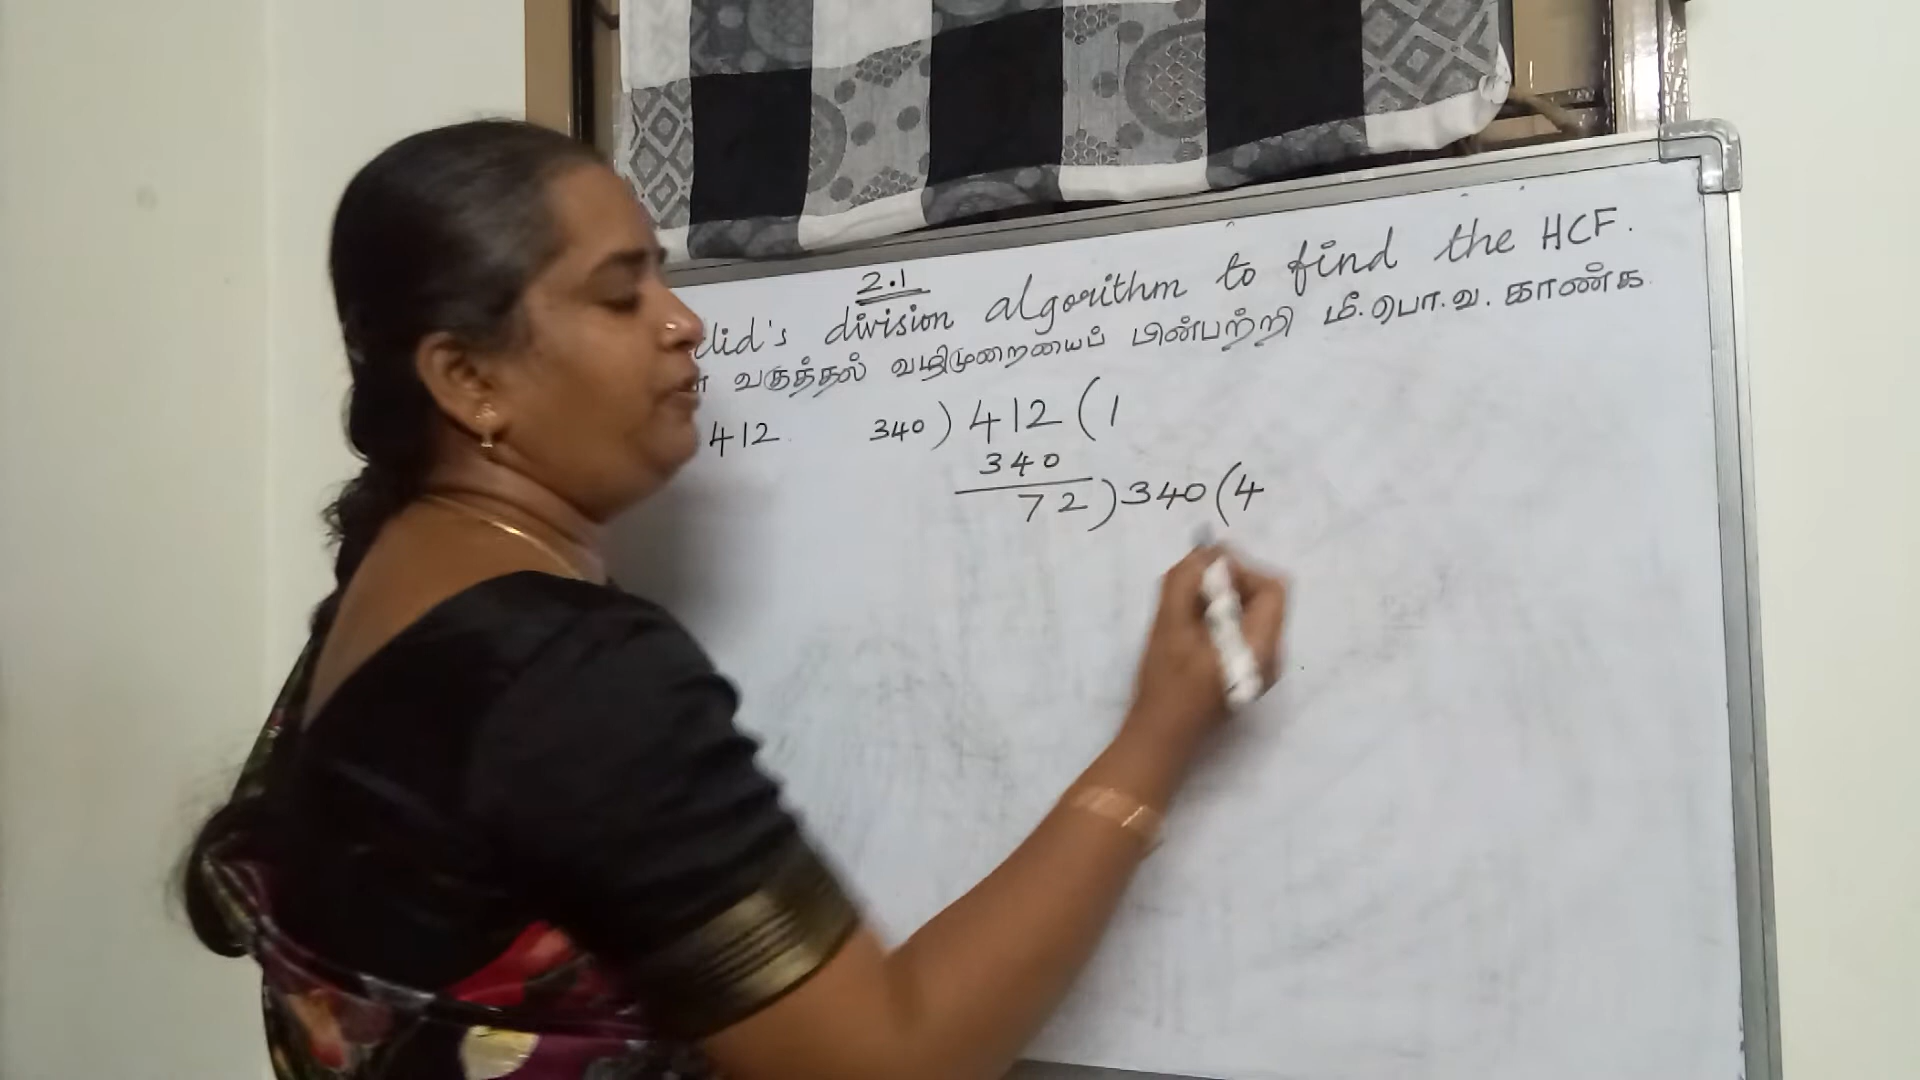 2.1
division algorithm to find the HCF.
வகுத்தல் வழிமுறையைப் பின்பற்றி மீ.பொ.வ. காண்க
412 340 ) 412 ( 1
340
72 ) 340 ( 4